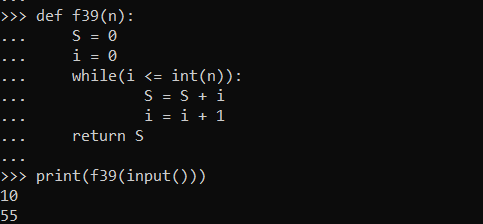 >>> def f39(n):
...     S = 0
...     i = 0
...     while(i <= int(n)):
...             S = S + i
...             i = i + 1
...     return S
...
>>> print(f39(input()))
10
55